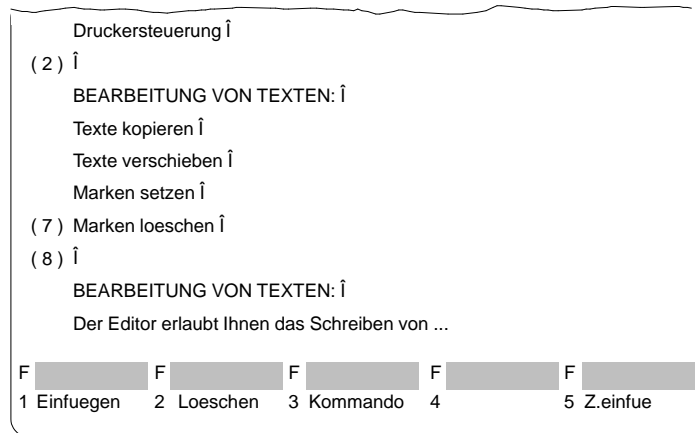 Druckersteuerung Î
( 2 ) Î
BEARBEITUNG VON TEXTEN: Î
Texte kopieren Î
Texte verschieben Î
Marken setzen Î
( 7 ) Marken loeschen Î
( 8 ) Î
BEARBEITUNG VON TEXTEN: Î
Der Editor erlaubt Ihnen das Schreiben von ...
F F F F F
1 Einfuegen 2 Loeschen 3 Kommando 4 5 Z.einfue